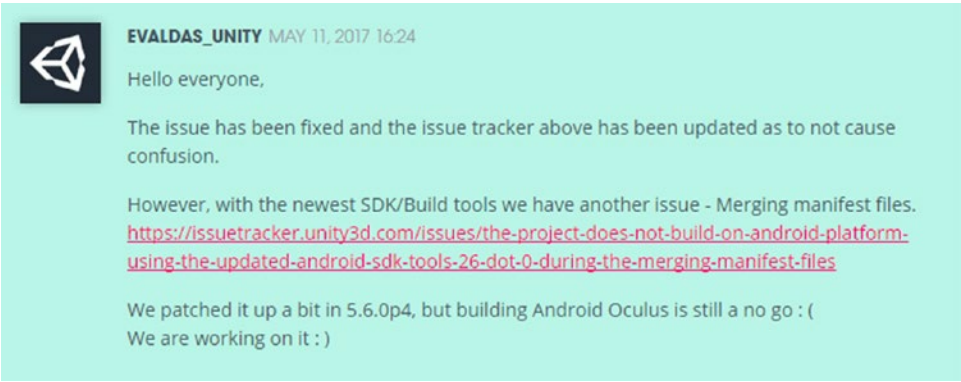 EVALDAS_UNITY MAY 11, 2017 16:24
Hello everyone,
The issue has been fixed and the issue tracker above has been updated as to not cause
confusion.
However, with the newest SDK/Build tools we have another issue - Merging manifest files.
https://issuetracker.unity3d.com/issues/the-project-does-not-build-on-android-platform-
using-the-updated-android-sdk-tools-26-dot-0-during-the-merging-manifest-files
We patched it up a bit in 5.6.0p4, but building Android Oculus is still a no go : (
We are working on it : )